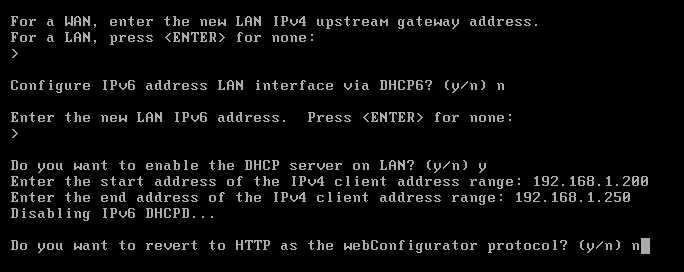 For a WAN, enter the new LAN IPv4 upstream gateway address.
For a LAN, press <ENTER> for none:
>
Configure IPv6 address LAN interface via DHCP6? (y/n) n
Enter the new LAN IPv6 address.  Press <ENTER> for none:
>
Do you want to enable the DHCP server on LAN? (y/n) y
Enter the start address of the IPv4 client address range: 192.168.1.200
Enter the end address of the IPv4 client address range: 192.168.1.250
Disabling IPv6 DHCPD...
Do you want to revert to HTTP as the webConfigurator protocol? (y/n) n